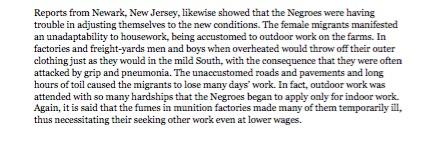 Reports from Newark, New Jersey, likewise showed that the Negroes were having
trouble in adjusting themselves to the new conditions. The female migrants manifested
an unadaptability to housework, being accustomed to outdoor work on the farms. In
factories and freight-yards men and boys when overheated would throw off their outer
clothing just as they would in the mild South, with the consequence that they were often
attacked by grip and pneumonia. The unaccustomed roads and pavements and long
hours of toil caused the migrants to lose many days' work. In fact, outdoor work was
attended with so many hardships that the Negroes began to apply only for indoor work.
Again, it is said that the fumes in munition factories made many of them temporarily ill,
thus necessitating their seeking other work even at lower wages.